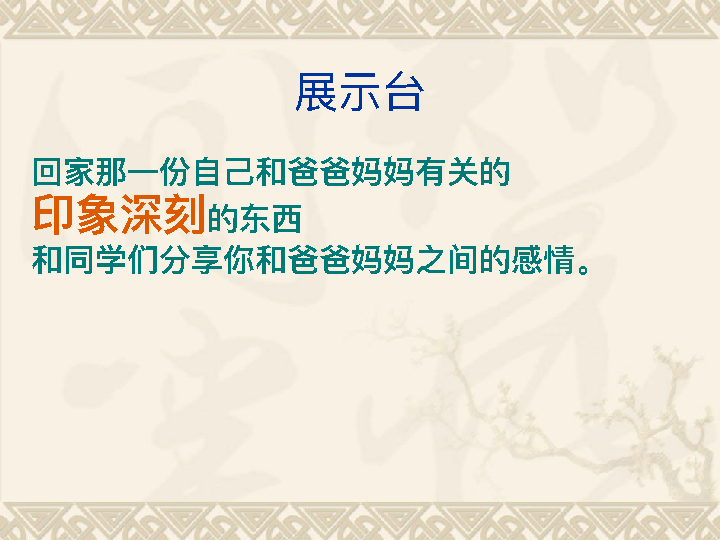 展示台
回家那一份自己和爸爸妈妈有关的
印象深刻的东西
和同学们分享你和爸爸妈妈之间的感情。